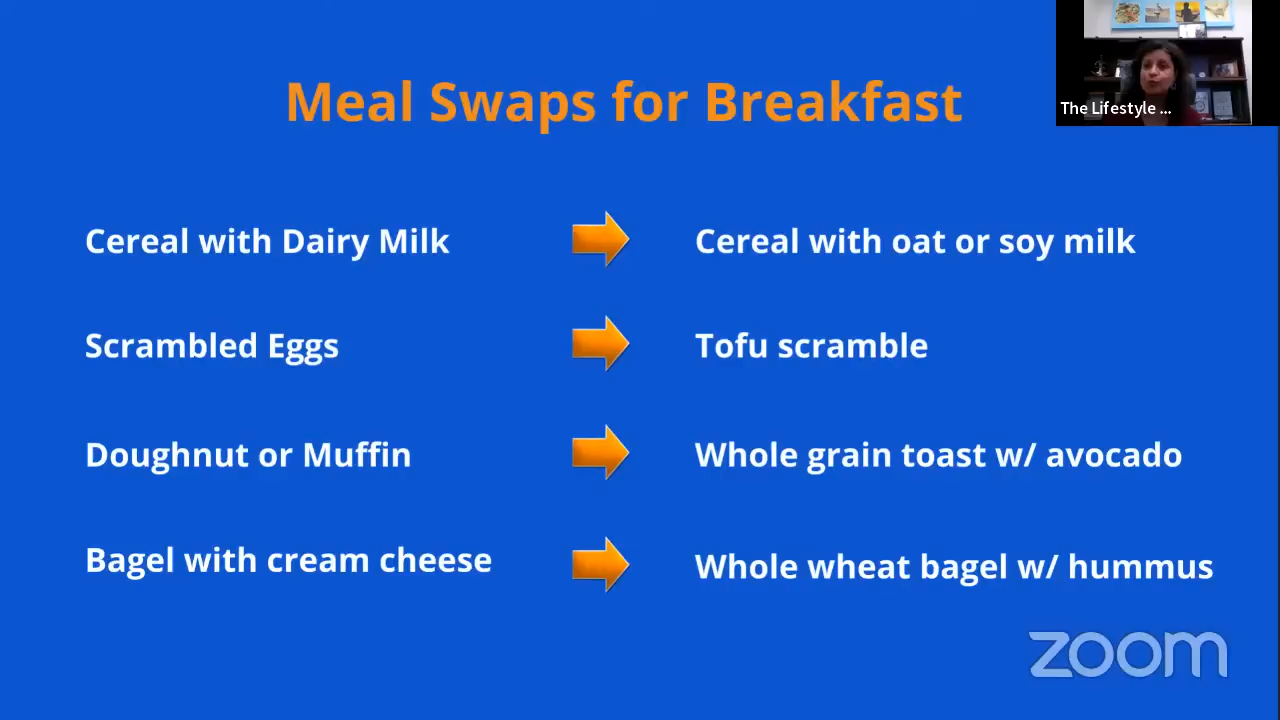 Meal Swaps for Breakfast
The Lifestyle ...
Cereal with Dairy Milk
Cereal with oat or soy milk
Scrambled Eggs
Tofu scramble
Doughnut or Muffin
Whole grain toast w/ avocado
Bagel with cream cheese
Whole wheat bagel w/ hummus
zoom